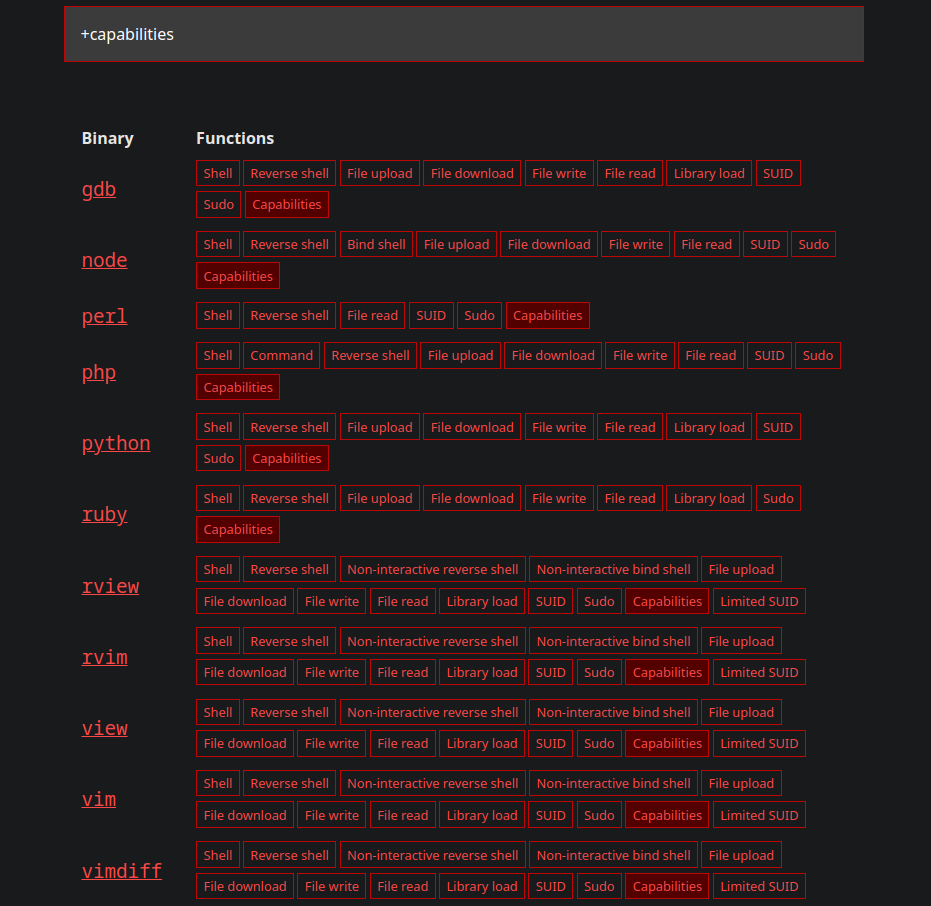 +capabilities
Binary Functions
gdb
Shell Reverse shell File upload File download File write File read Library load SUID
Sudo Capabilities
node
Shell Reverse shell Bind shell File upload File download File write File read SUID Sudo
Capabilities
perl Shell Reverse shell File read SUID Sudo Capabilities
php
Shell Command Reverse shell File upload File download File write File read SUID Sudo
Capabilities
python
Shell Reverse shell File upload File download File write File read Library load SUID
Sudo Capabilities
ruby
Shell Reverse shell File upload File download File write File read Library load Sudo
Capabilities
rview
Shell Reverse shell Non-interactive reverse shell Non-interactive bind shell File upload
File download File write File read Library load SUID Sudo Capabilities Limited SUID
rvim
Shell Reverse shell Non-interactive reverse shell Non-interactive bind shell File upload
File download File write File read Library load SUID Sudo Capabilities Limited SUID
view
Shell Reverse shell Non-interactive reverse shell Non-interactive bind shell File upload
File download File write File read Library load SUID Sudo Capabilities Limited SUID
vim
Shell Reverse shell Non-interactive reverse shell Non-interactive bind shell File upload
File download File write File read Library load SUID Sudo Capabilities Limited SUID
vimdiff
Shell Reverse shell Non-interactive reverse shell Non-interactive bind shell File upload
File download File write File read Library load SUID Sudo Capabilities Limited SUID